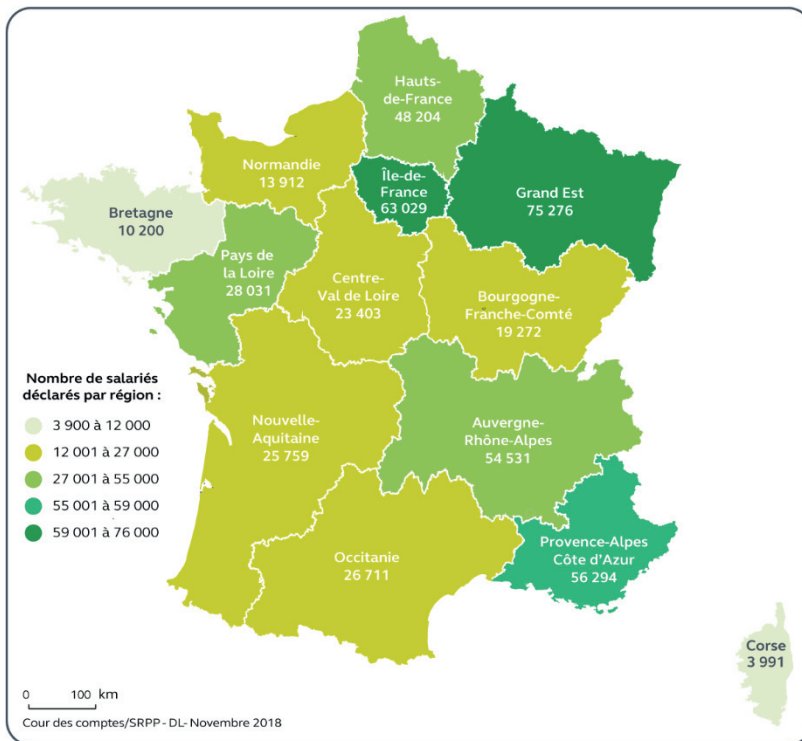 Hauts-
de-France
48 204
Normandie
13 912
Île-de-
France
63 029
Grand Est
75 276
Bretagne
10 200
Pays de
la Loire
28 031
Centre-
Val de Loire
23 403
Bourgogne-
Franche-Comté
19 272
Nombre de salariés
déclarés par région :
3 900 à 12 000
12 001 à 27 000
27 001 à 55 000
55 001 à 59 000
59 001 à 76 000
Nouvelle-
Aquitaine
25 759
Auvergne-
Rhône-Alpes
54 531
Occitanie
26 711
Provence-Alpes
Côte d'Azur
56 294
Corse
3 991
0 100 km
Cour des comptes/SRPP - DL- Novembre 2018